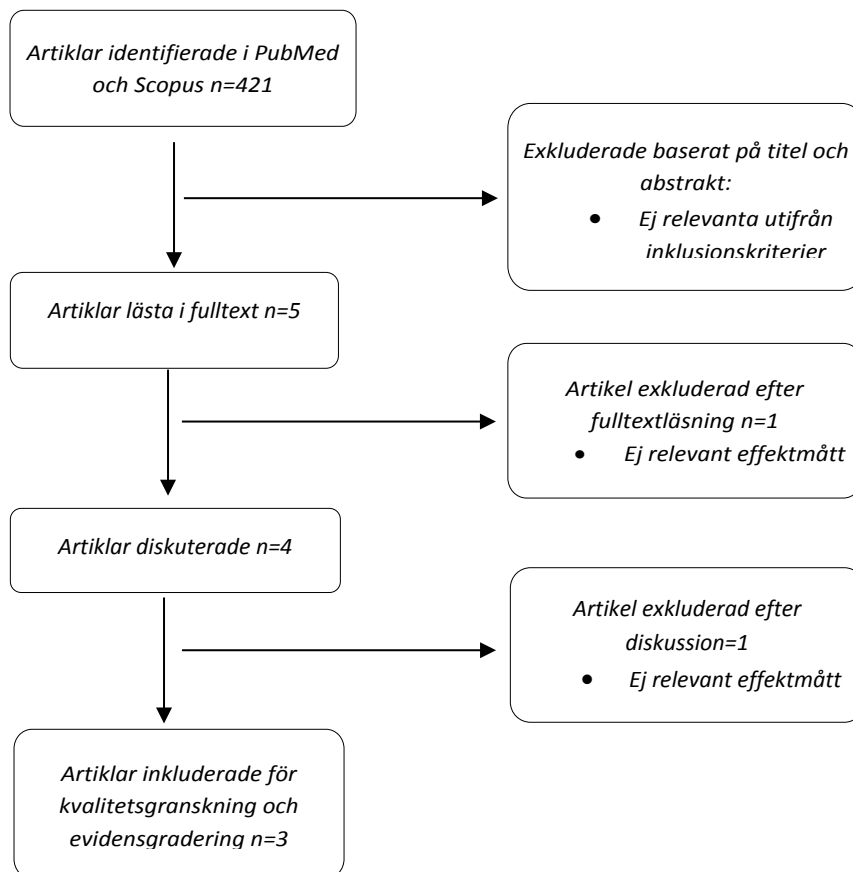 Artiklar identifierade i PubMed
och Scopus n=421
Exkluderade baserat på titel och
abstrakt:
• Ej relevanta utifrån
inklusionskriterier
Artiklar lästa i fulltext n=5
Artikel exkluderad efter
fulltextläsning n=1
• Ej relevant effektmått
Artiklar diskuterade n=4
Artikel exkluderad efter
diskussion=1
• Ej relevant effektmått
Artiklar inkluderade för
kvalitetsgranskning och
evidensgradering n=3